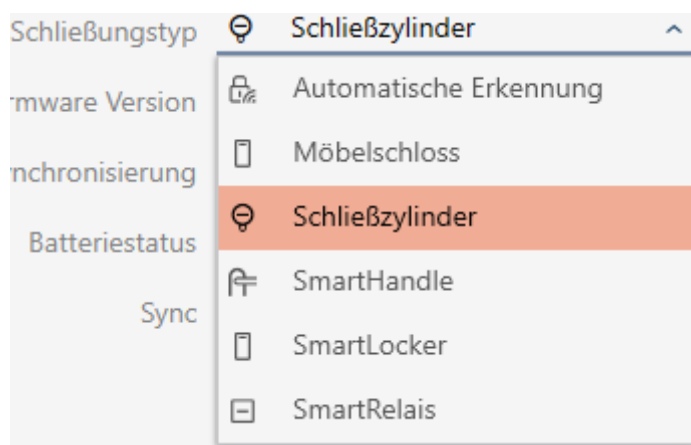 Schließungstyp Schließzylinder
Automatische Erkennung
rmware Version
Möbelschloss
nchronisierung
Schließzylinder
Batteriestatus
SmartHandle
Sync
SmartLocker
SmartRelais